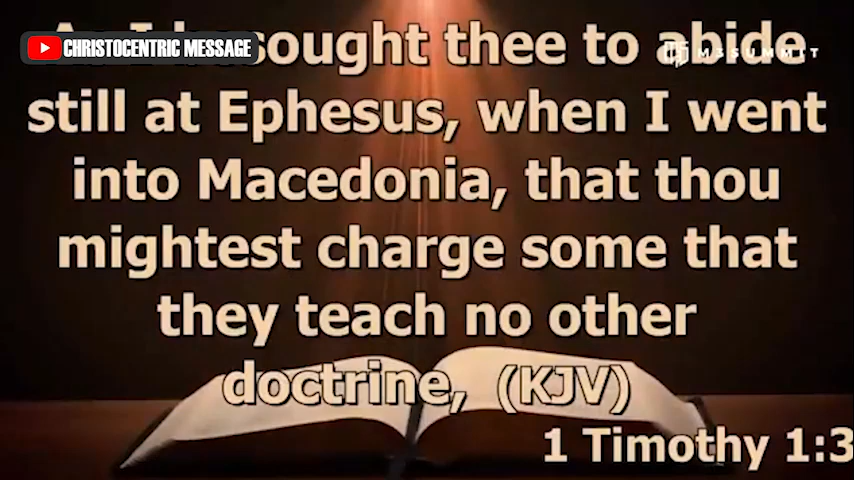 CHRISTOCENTRIC MESSAGE
M3SUMMIT
sought thee to abide
still at Ephesus, when I went
into Macedonia, that thou
mightest charge some that
they teach no other
doctrine, (KJV)
1 Timothy 1:3